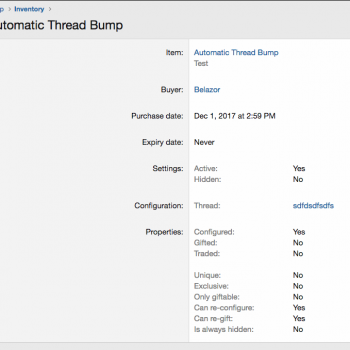 p > Inventory >
utomatic Thread Bump
Item: Automatic Thread Bump
Test
Buyer: Belazor
Purchase date: Dec 1, 2017 at 2:59 PM
Expiry date: Never
Settings: Active: Yes
Hidden: No
Configuration: Thread: sdfdsdfsdfs
Properties: Configured: Yes
Gifted: No
Traded: No
Unique: No
Exclusive: No
Only giftable: No
Can re-configure: Yes
Can re-gift: Yes
Is always hidden: No